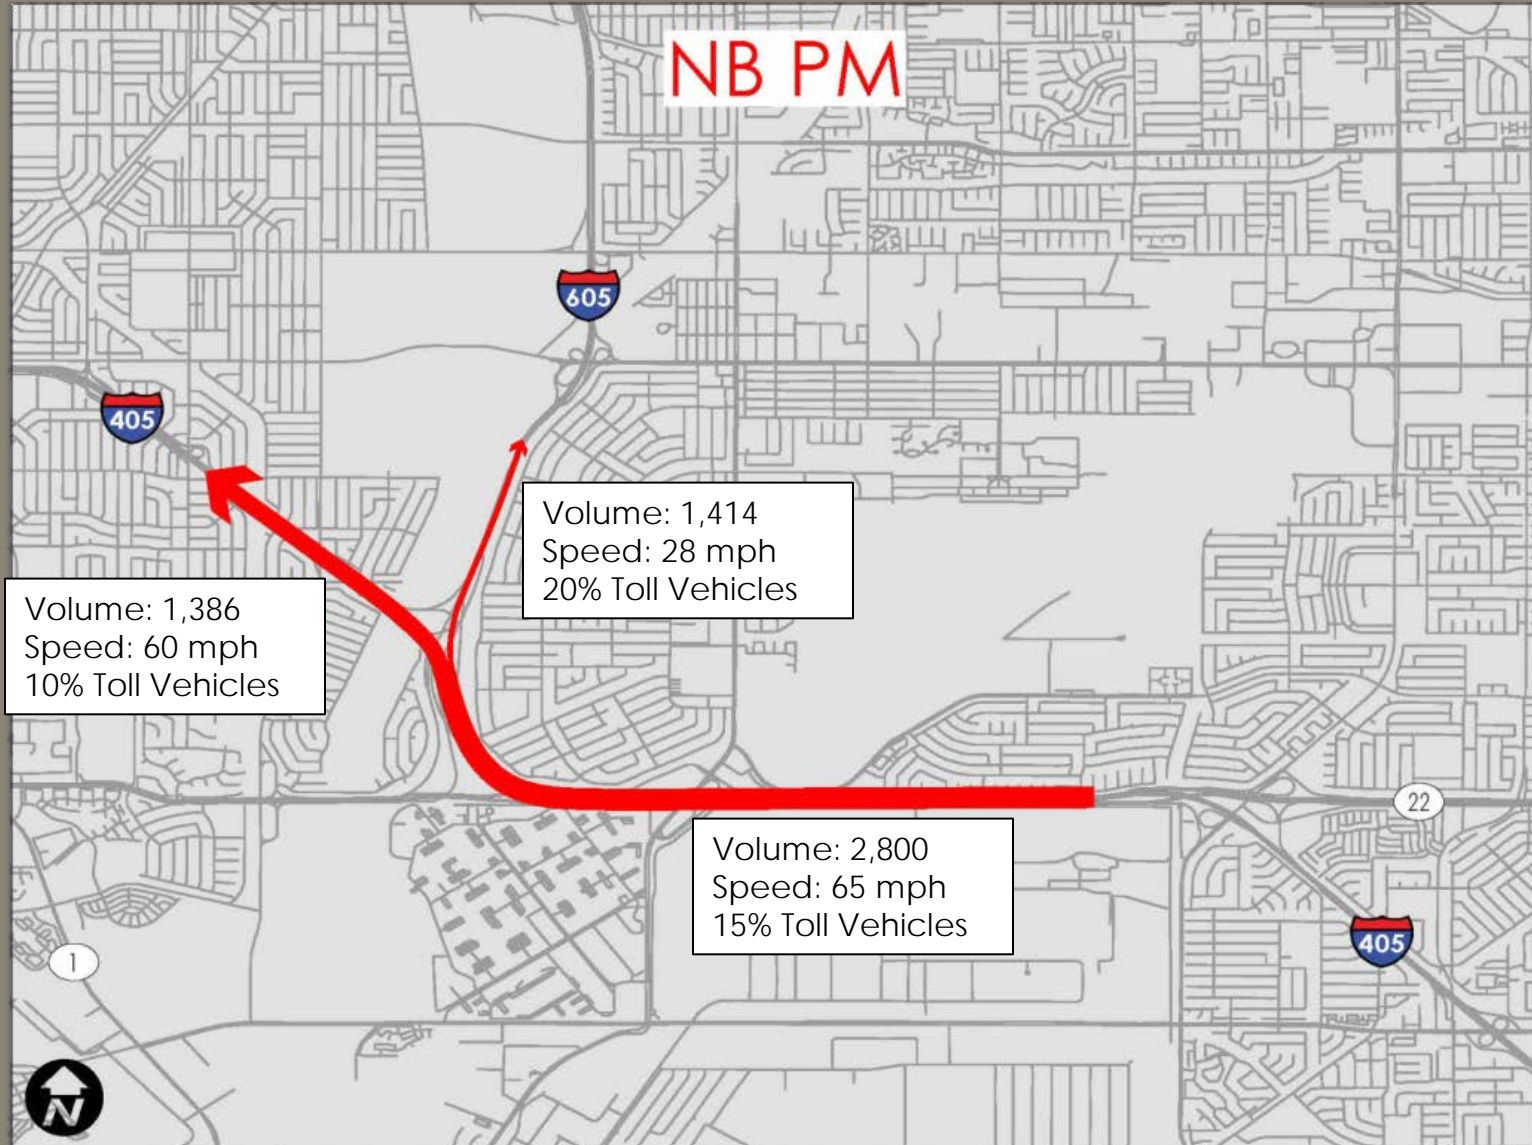 NB PM
605
405
Volume: 1,414
Speed: 28 mph
20% Toll Vehicles
Volume: 1,386
Speed: 60 mph
10% Toll Vehicles
22
Volume: 2,800
Speed: 65 mph
15% Toll Vehicles
405
1
N